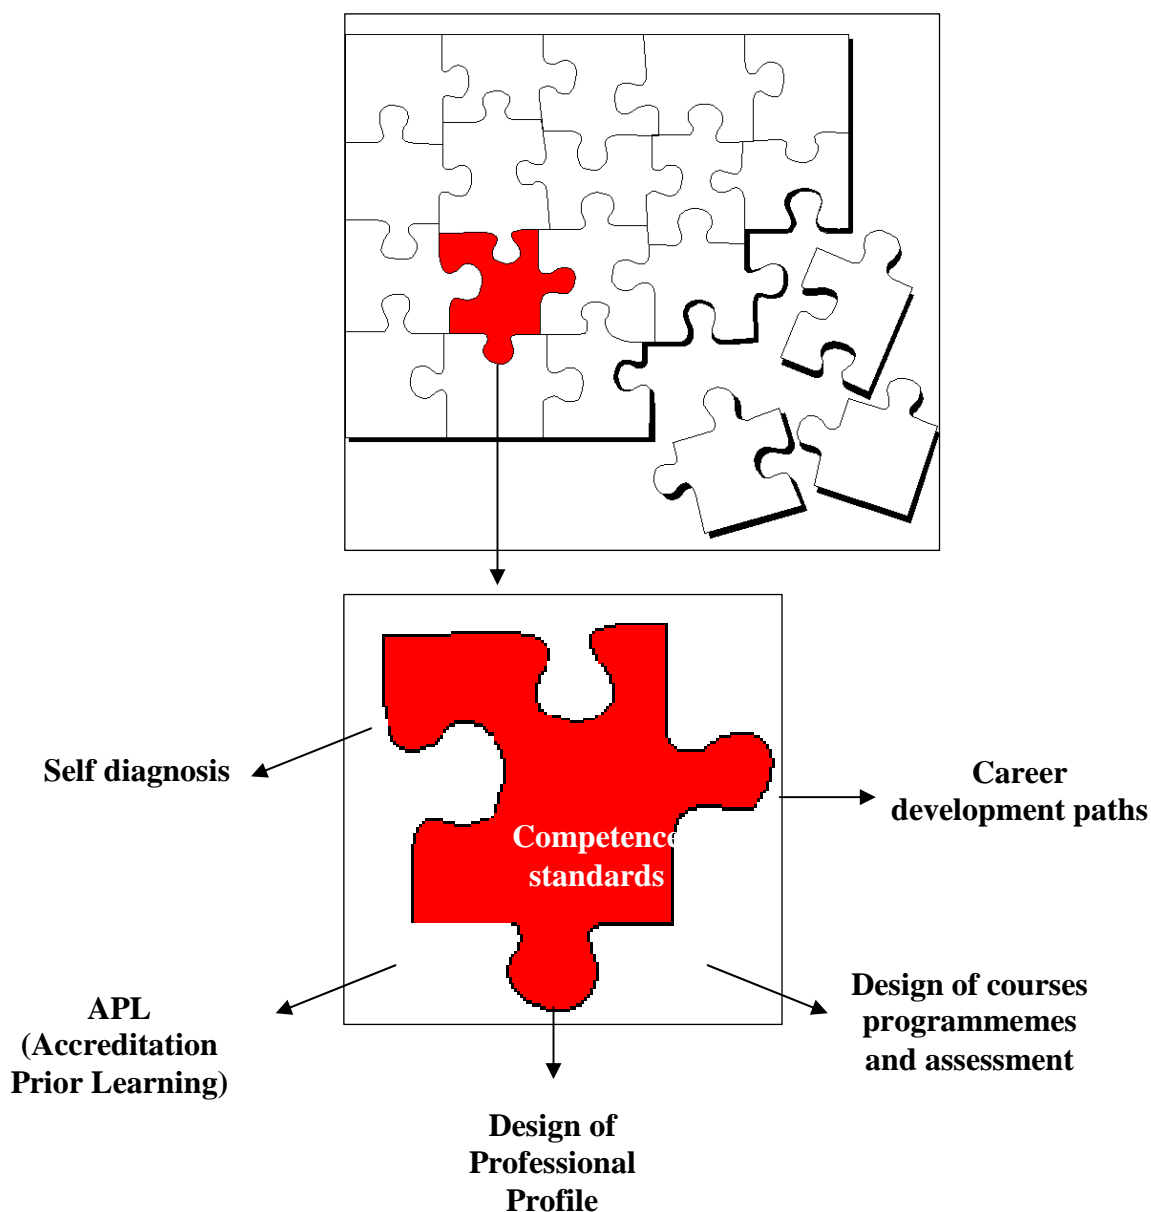 Self diagnosis
Career
development paths
Competence
standards
APL
(Accreditation
Prior Learning)
Design of courses
programmemes
and assessment
Design of
Professional
Profile